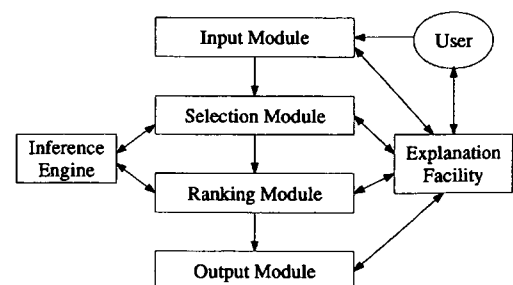 Input Module
User
Selection Module
Inference
Engine
Explanation
Facility
Ranking Module
Output Module